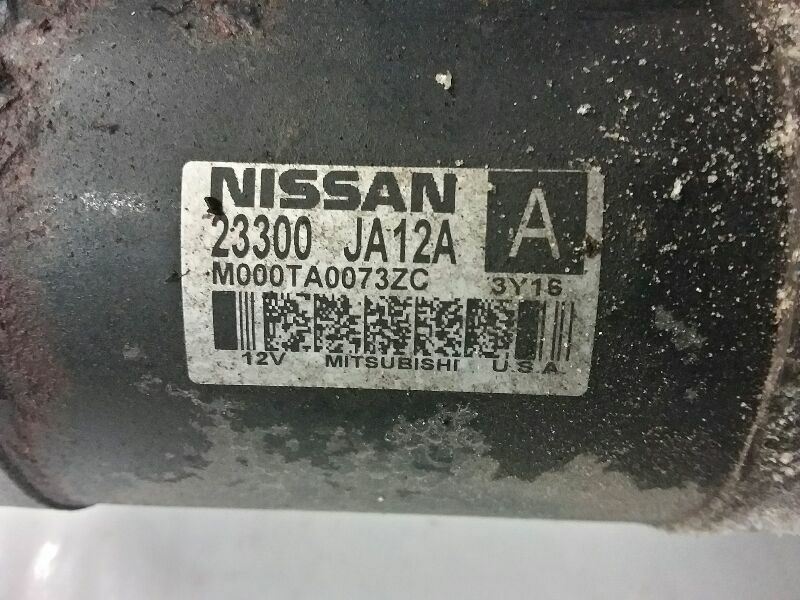 NISSAN
A
23300 JA12A
M000TA0073ZC 3Y16
12V MITSUBISHI U.S.A.